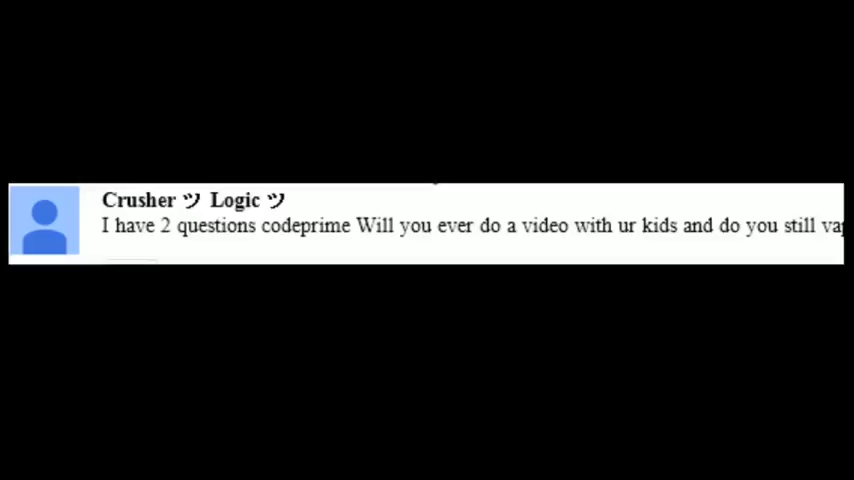 Crusher ツ Logic ツ
I have 2 questions codeprime Will you ever do a video with ur kids and do you still